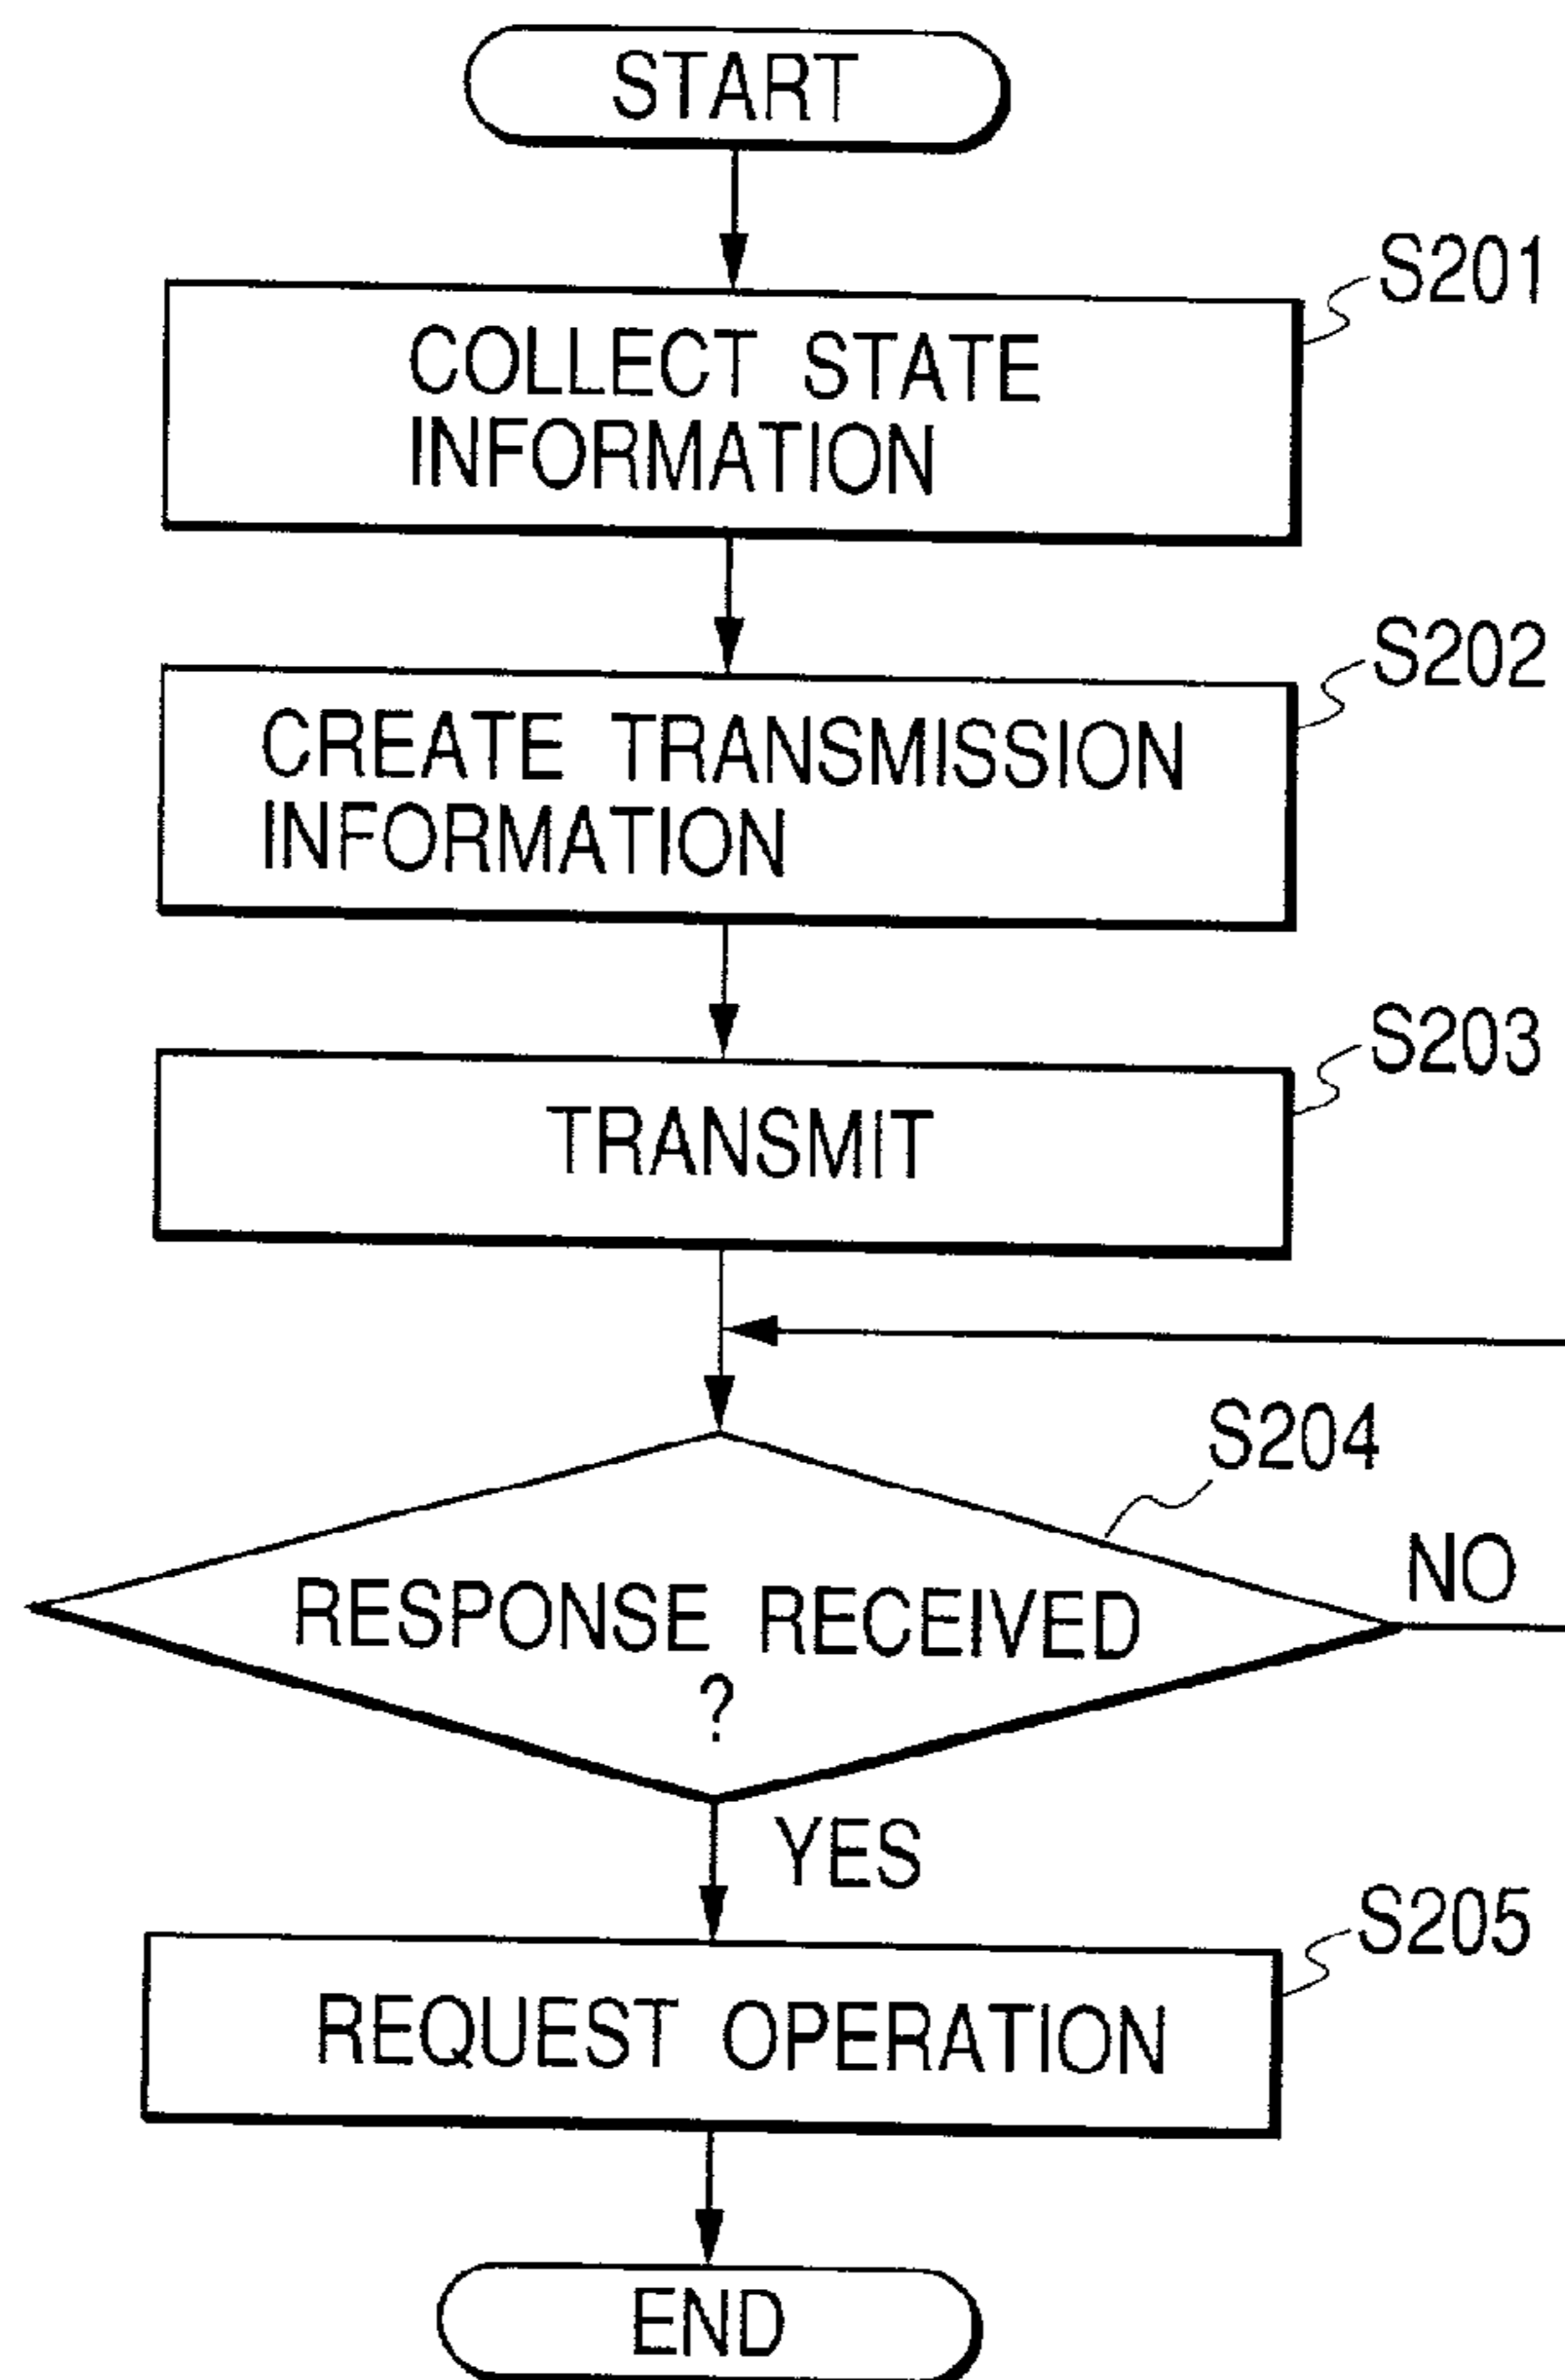 START
S201
COLLECT STATE
INFORMATION
S202
CREATE TRANSMISSION
INFORMATION
S203
TRANSMIT
S204
NO
RESPONSE RECEIVED
?
YES
S205
REQUEST OPERATION
END